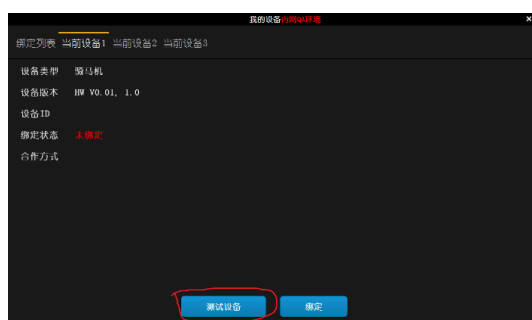 我的设备内网QA环境
×
绑定列表 当前设备1 当前设备2 当前设备3
设备类型 骑马机
设备版本 HW V0.01, 1.0
设备ID
绑定状态 未绑定
合作方式
测试设备 绑定